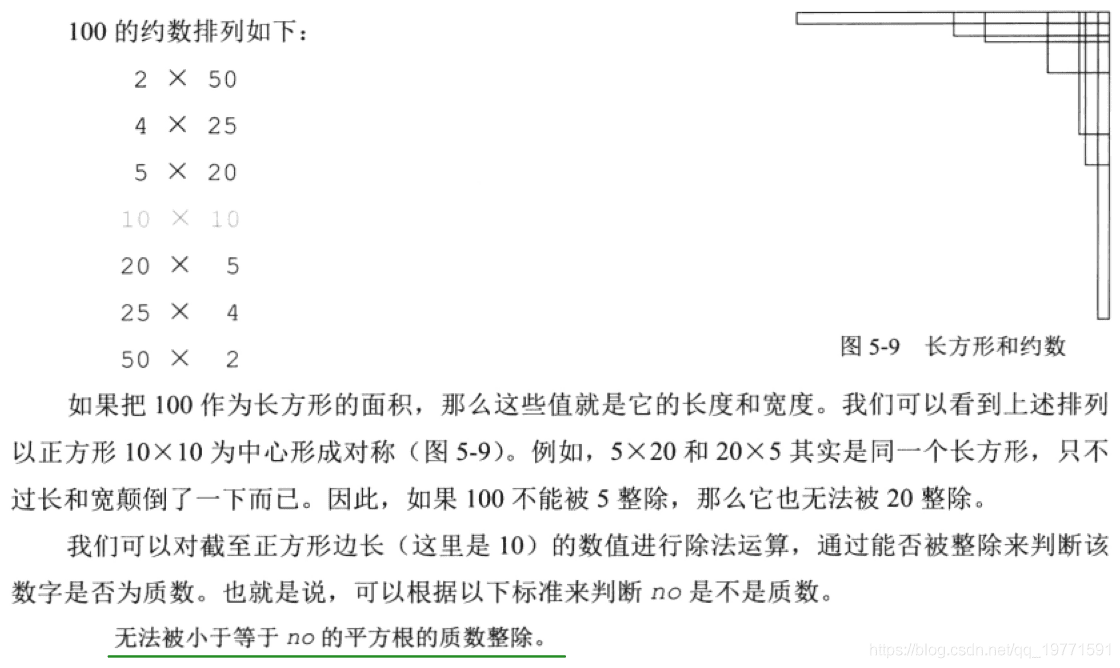 100 的约数排列如下：
2 × 50
4 × 25
5 × 20
10 × 10
20 × 5
25 × 4
50 × 2
图 5-9 长方形和约数
如果把 100 作为长方形的面积，那么这些值就是它的长度和宽度。我们可以看到上述排列
以正方形 10×10 为中心形成对称（图 5-9）。例如，5×20 和 20×5 其实是同一个长方形，只不
过长和宽颠倒了一下而已。因此，如果 100 不能被 5 整除，那么它也无法被 20 整除。
我们可以对截至正方形边长（这里是 10）的数值进行除法运算，通过能否被整除来判断该
数字是否为质数。也就是说，可以根据以下标准来判断 no 是不是质数。
无法被小于等于 no 的平方根的质数整除。
https://blog.csdn.net/qq_19771591